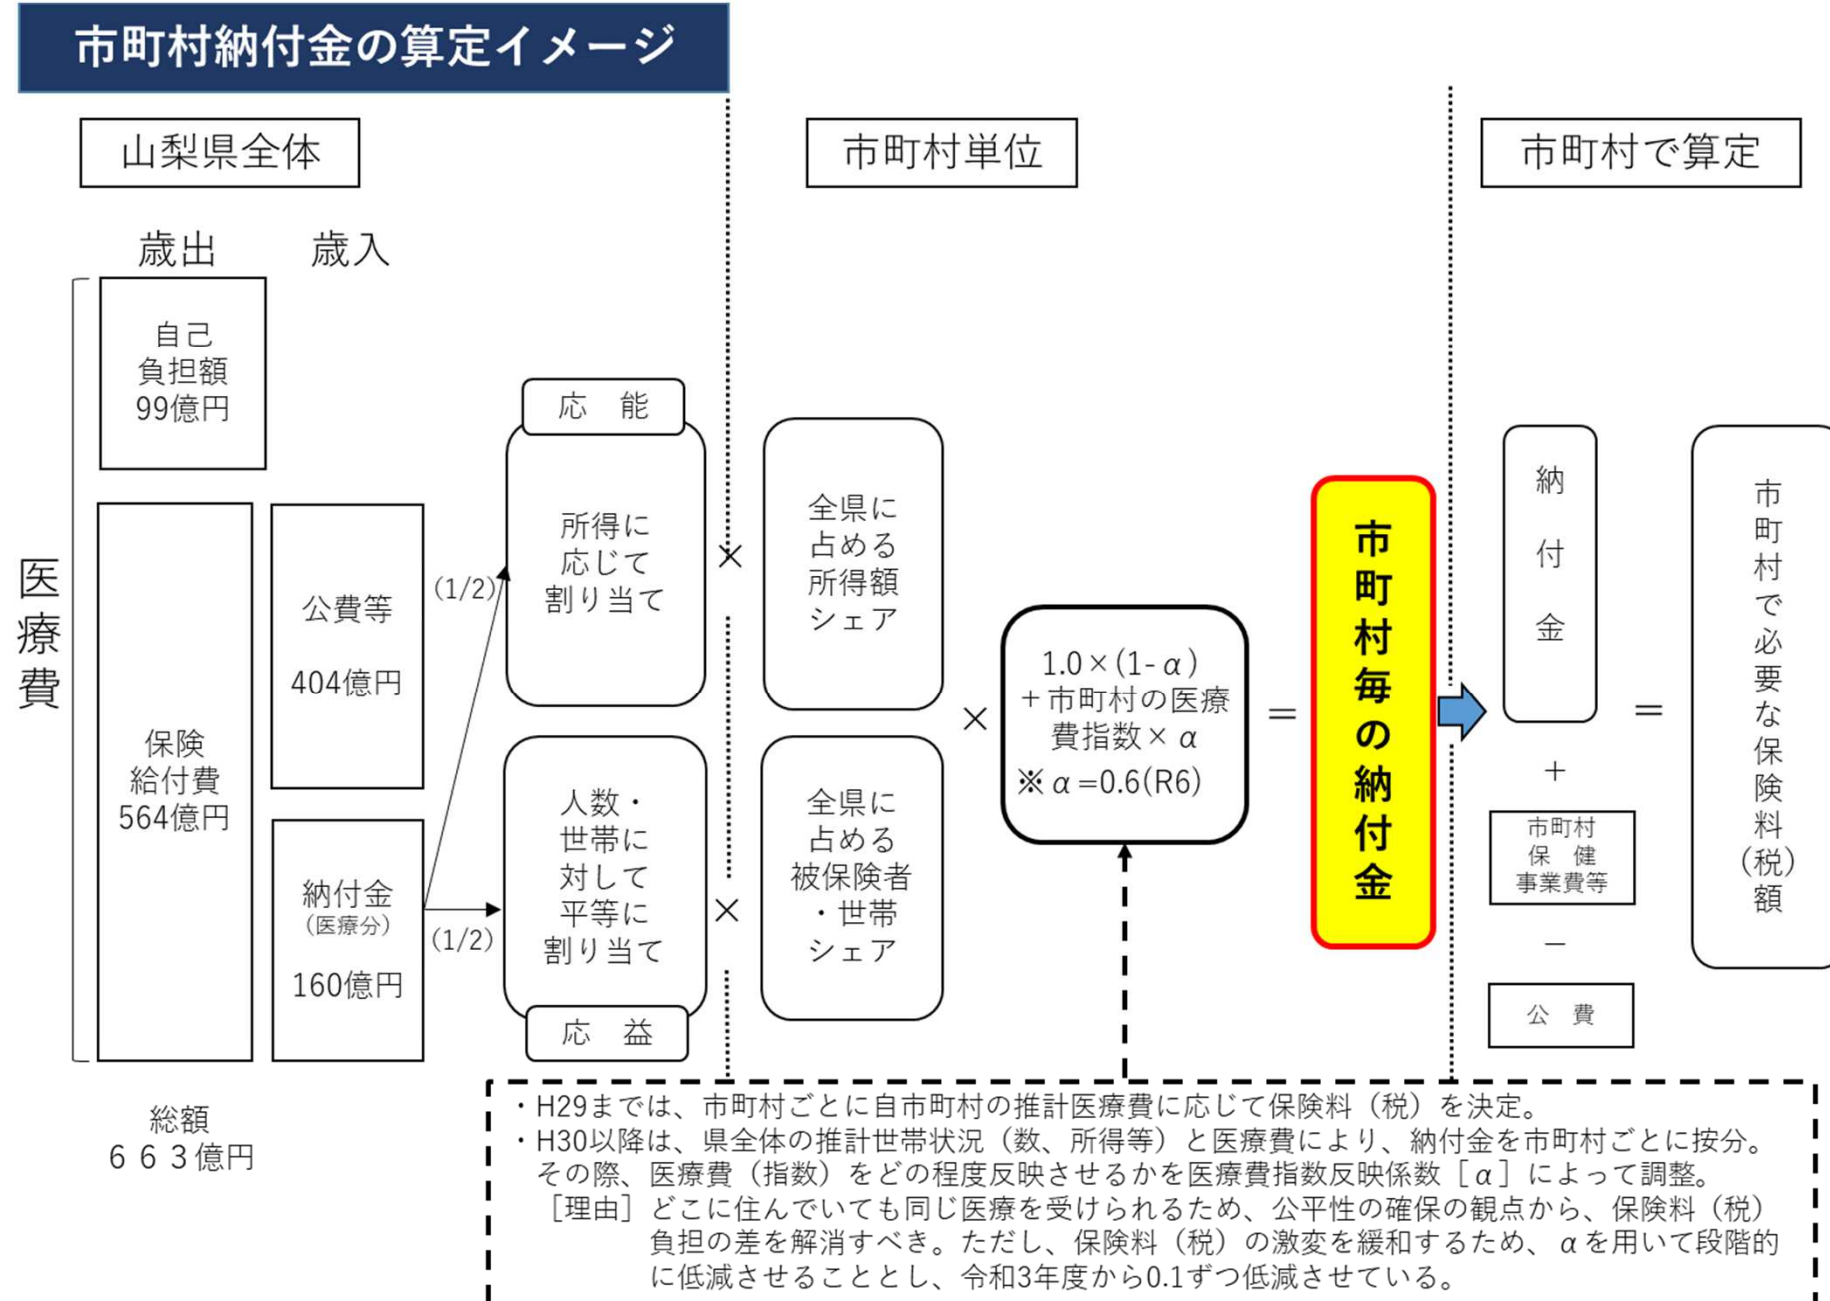 市町村納付金の算定イメージ
山梨県全体
歳出
歳入
医療費
自己
負担額
99億円
保険
給付費
564億円
公費等
404億円
納付金
（医療分）
160億円
総額
６６３億円
(1/2)
(1/2)
応　能
所得に
応じて
割り当て
人数・
世帯に
対して
平等に
割り当て
応　益
市町村単位
×
全県に
占める
所得額
シェア
×
全県に
占める
被保険者
・世帯
シェア
×
1.0×(1-α)
＋市町村の医療
費指数×α
※α=0.6(R6)
＝
市町村毎の納付金
市町村で算定
納付金
＋
市町村
保　健
事業費等
－
公　費
＝
市町村で必要な保険料（税）額
・H29までは、市町村ごとに自市町村の推計医療費に応じて保険料（税）を決定。
・H30以降は、県全体の推計世帯状況（数、所得等）と医療費により、納付金を市町村ごとに按分。
その際、医療費（指数）をどの程度反映させるかを医療費指数反映係数［α］によって調整。
［理由］どこに住んでいても同じ医療を受けられるため、公平性の確保の観点から、保険料（税）
負担の差を解消すべき。ただし、保険料（税）の激変を緩和するため、αを用いて段階的
に低減させることとし、令和3年度から0.1ずつ低減させている。